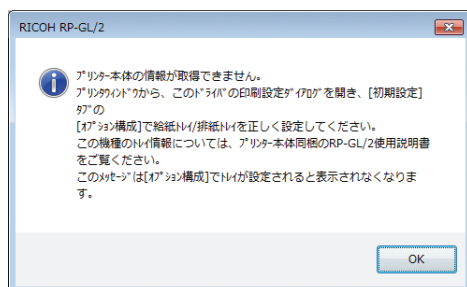 RICOH RP-GL/2
ﾌﾟﾘﾝﾀｰ本体の情報が取得できません。
ﾌﾟﾘﾝﾀｳｨﾝﾄﾞｳから、このﾄﾞﾗｲﾊﾞの印刷設定ﾀﾞｲｱﾛｸﾞを開き、[初期設定]
ﾀﾌﾞの
[ｵﾌﾟｼｮﾝ構成]で給紙ﾄﾚｲ/排紙ﾄﾚｲを正しく設定してください。
この機種のﾄﾚｲ情報については、ﾌﾟﾘﾝﾀｰ本体同梱のRP-GL/2使用説明書
をご覧ください。
このﾒｯｾｰｼﾞは[ｵﾌﾟｼｮﾝ構成]でﾄﾚｲが設定されると表示されなくなりま
す。
OK